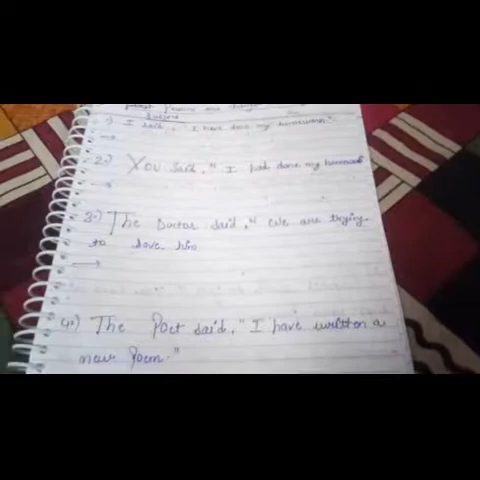 1) I said, "I have done my homework".
2.) You said, "I had done my homework
3.) The Doctor said, "We are trying
to save him
4.) The Poet said, "I have written a
new Poem."